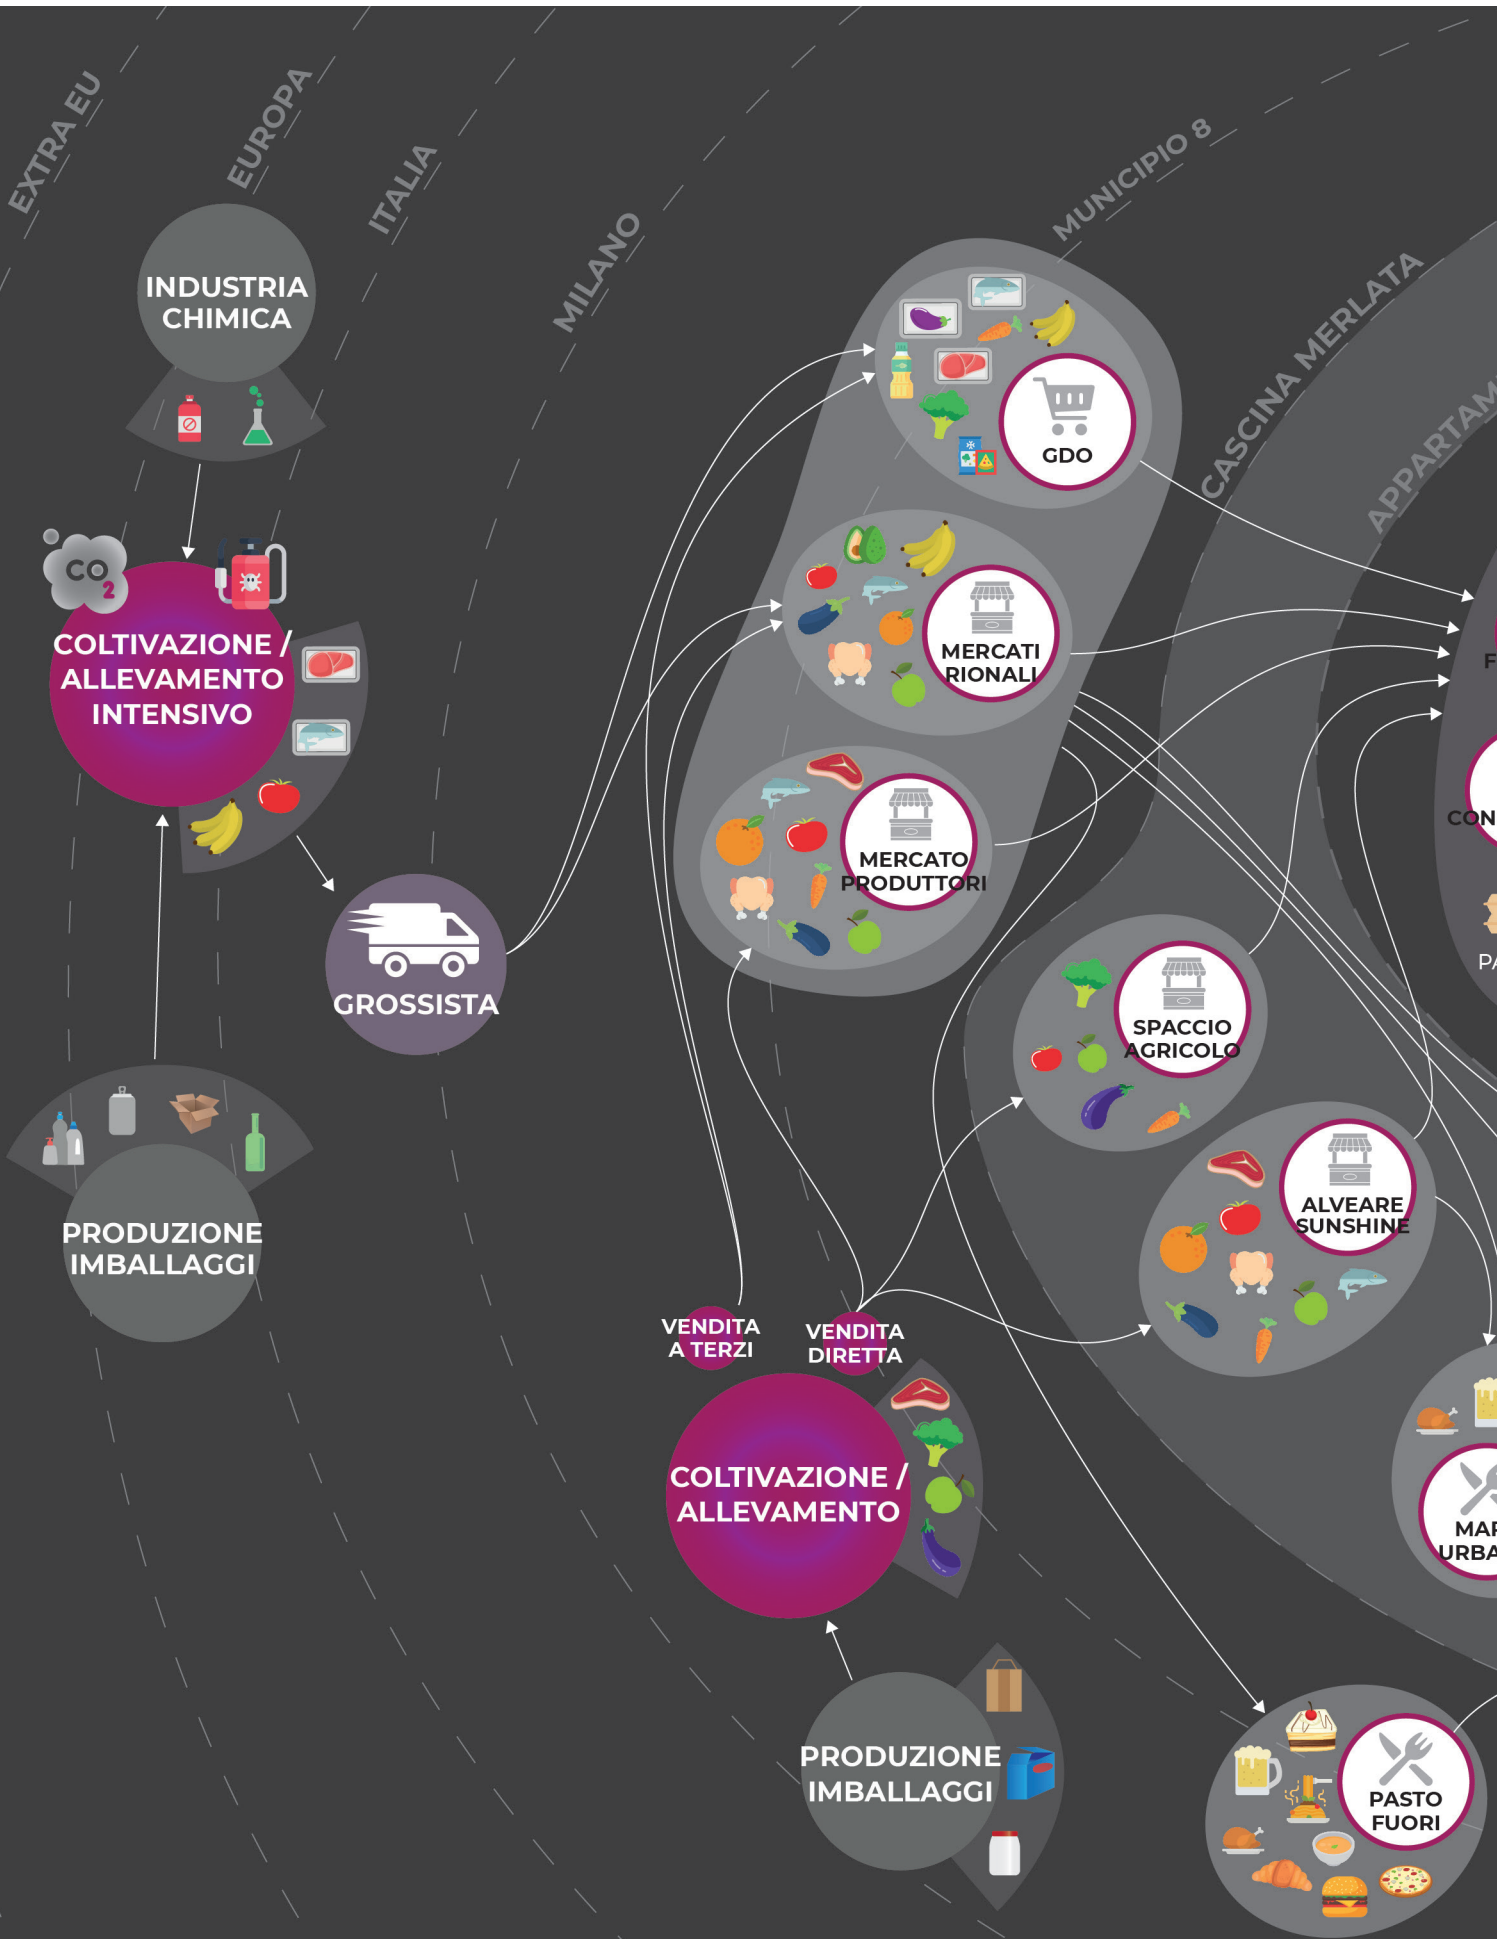 EXTRA EU
EUROPA
ITALIA
MILANO
MUNICIPIO 8
CASCINA MERLATA
INDUSTRIA
CHIMICA
CO2
COLTIVAZIONE /
ALLEVAMENTO
INTENSIVO
GROSSISTA
PRODUZIONE
IMBALLAGGI
GDO
MERCATI
RIONALI
MERCATO
PRODUTTORI
SPACCIO
AGRICOLO
ALVEARE
SUNSHINE
VENDITA
A TERZI
VENDITA
DIRETTA
COLTIVAZIONE /
ALLEVAMENTO
PRODUZIONE
IMBALLAGGI
PASTO
FUORI